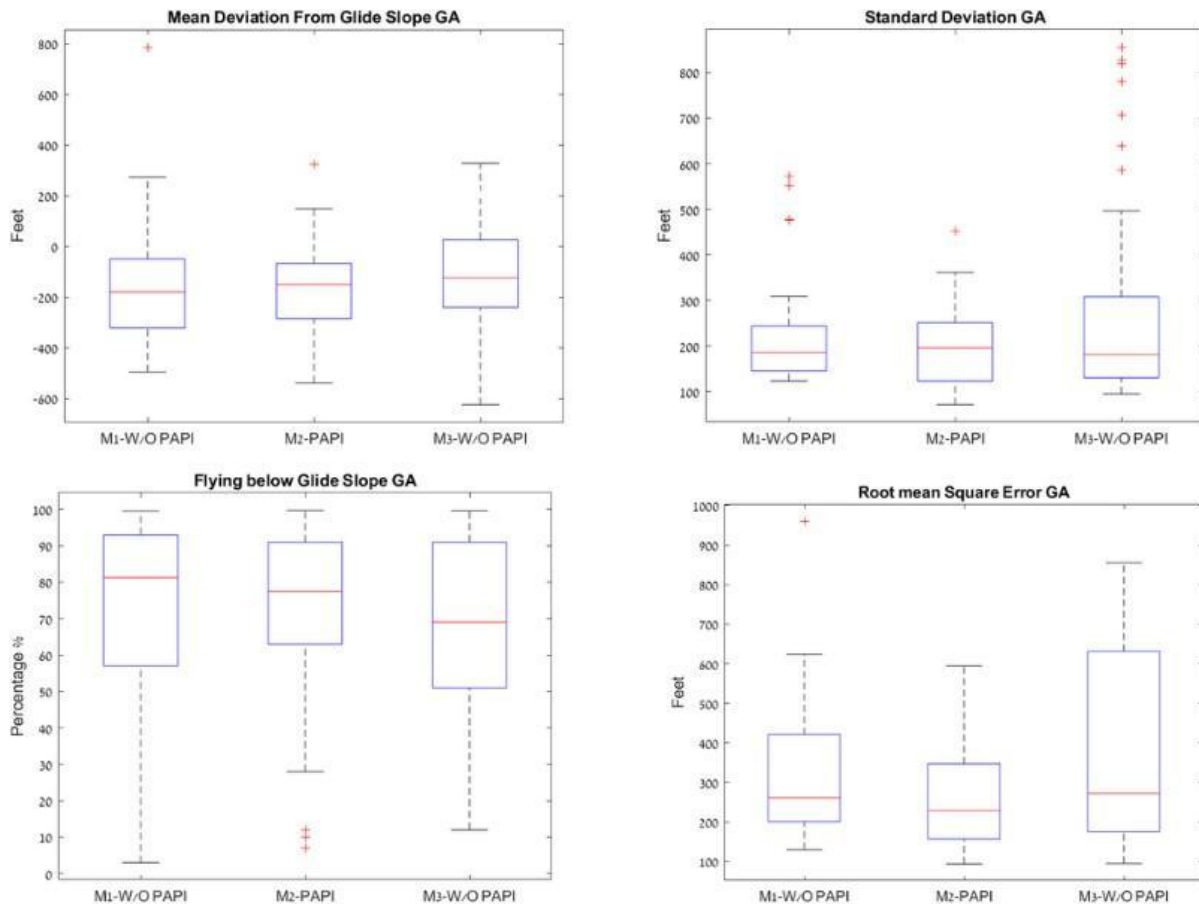 Mean Deviation From Glide Slope GA
800
600
400
200
0
-200
-400
-600
Feet
M1-W/O PAPI
M2-PAPI
M3-W/O PAPI
Standard Deviation GA
800
700
600
500
400
300
200
100
Feet
M1-W/O PAPI
M2-PAPI
M3-W/O PAPI
Flying below Glide Slope GA
100
90
80
70
60
50
40
30
20
10
0
Percentage %
M1-W/O PAPI
M2-PAPI
M3-W/O PAPI
Root mean Square Error GA
1000
900
800
700
600
500
400
300
200
100
Feet
M1-W/O PAPI
M2-PAPI
M3-W/O PAPI